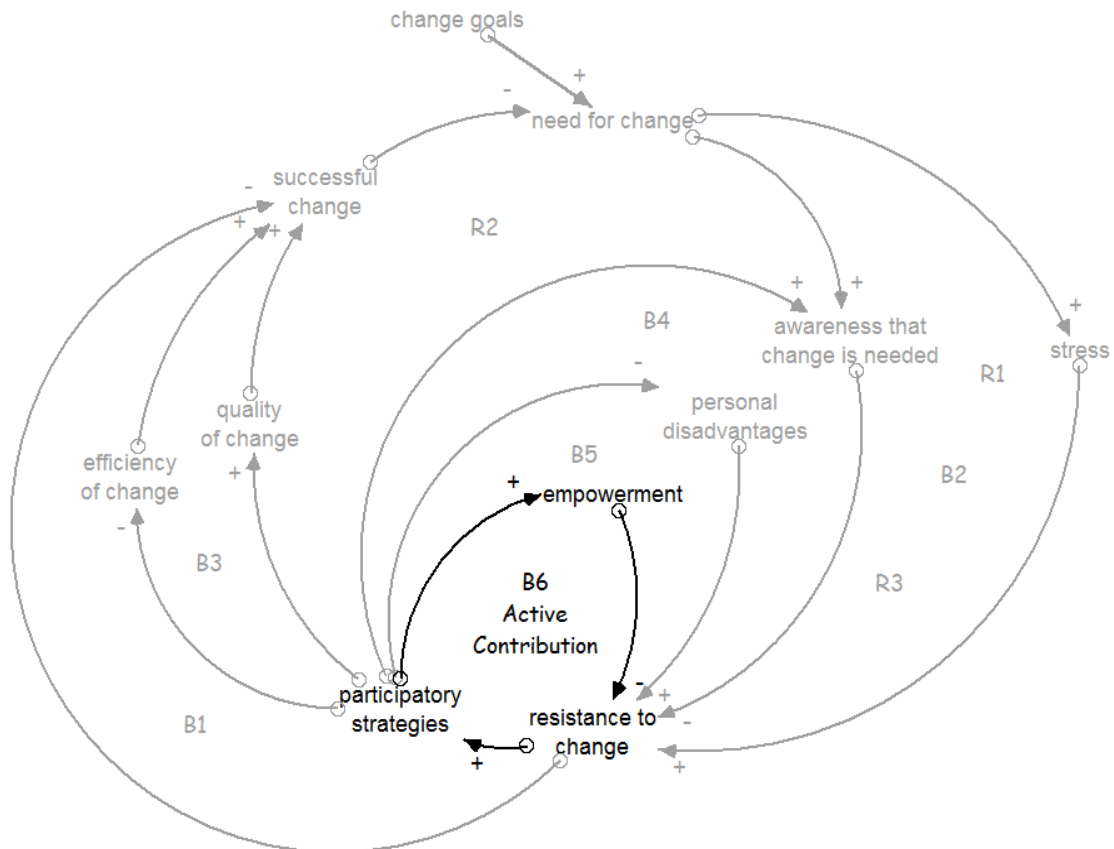 change goals
+
-
need for change
successful
change
-
+
+
R2
+
+
+
B4
awareness that
change is needed
stress
R1
-
personal
disadvantages
quality
of change
+
efficiency
of change
B5
B2
+
empowerment
-
B3
B6
Active
Contribution
R3
participatory
strategies
-
+
resistance to
change
-
B1
+
+